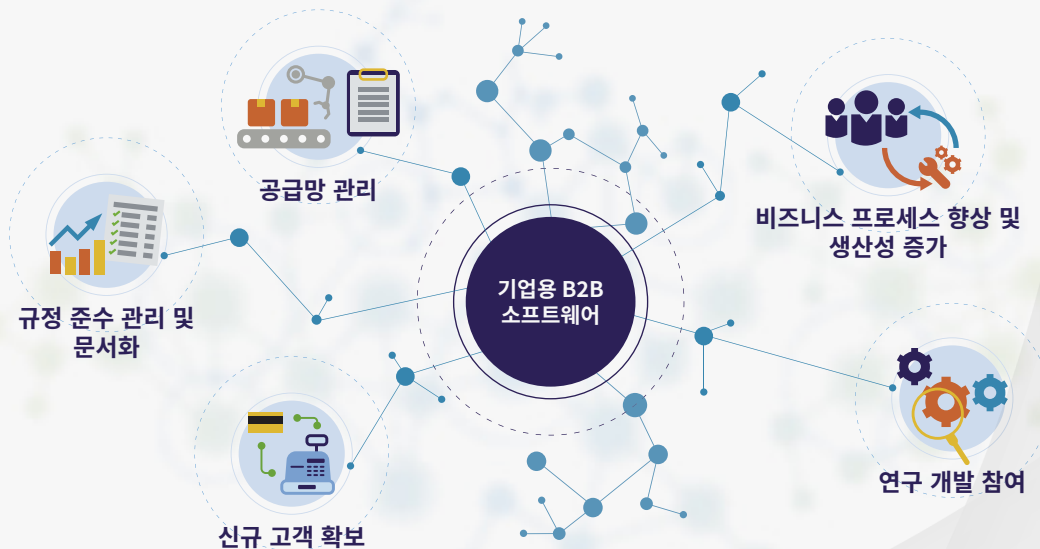 공급망 관리
비즈니스 프로세스 향상 및
생산성 증가
기업용 B2B
소프트웨어
규정 준수 관리 및
문서화
연구 개발 참여
신규 고객 확보